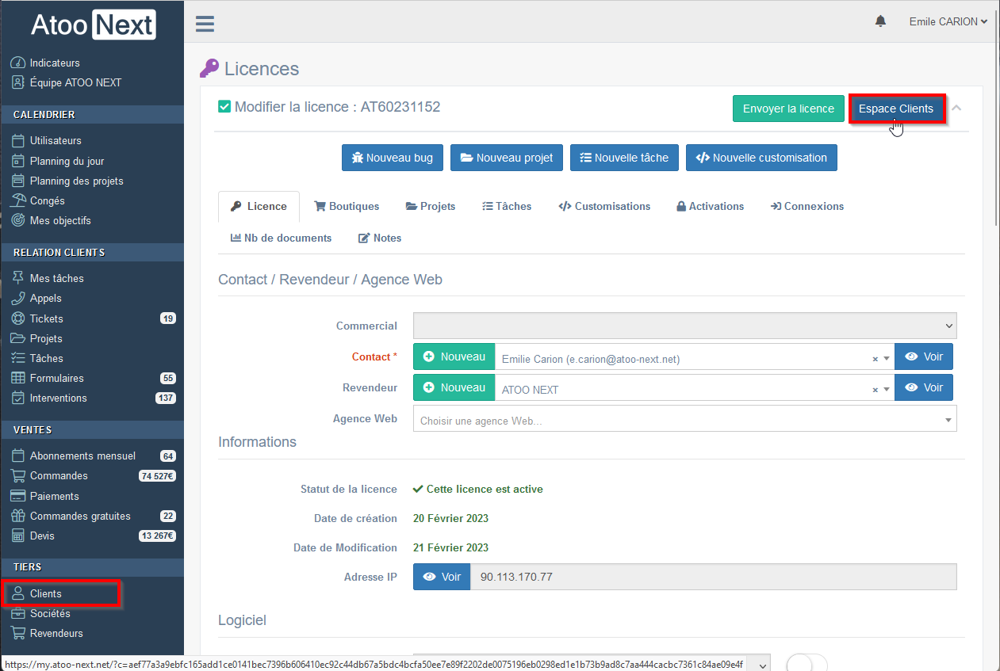 Atoo Next
Emile CARION
Indicateurs
Équipe ATOO NEXT
CALENDRIER
Utilisateurs
Planning du jour
Planning des projets
Congés
Mes objectifs
RELATION CLIENTS
Mes tâches
Appels
Tickets 19
Projets
Tâches
Formulaires 55
Interventions 137
VENTES
Abonnements mensuel 64
Commandes 74 527€
Paiements
Commandes gratuites 22
Devis 13 267€
TIERS
Clients
Sociétés
Revendeurs
Licences
Modifier la licence : AT60231152
Envoyer la licence Espace Clients
Nouveau bug Nouveau projet Nouvelle tâche Nouvelle customisation
Licence Boutiques Projets Tâches Customisations Activations Connexions
Nb de documents Notes
Contact / Revendeur / Agence Web
Commercial
Contact * Nouveau Emilie Carion (e.carion@atoo-next.net) × Voir
Revendeur Nouveau ATOO NEXT × Voir
Agence Web Choisir une agence Web...
Informations
Statut de la licence Cette licence est active
Date de création 20 Février 2023
Date de Modification 21 Février 2023
Adresse IP Voir 90.113.170.77
Logiciel
https://my.atoo-next.net/?c=aef77a3a9ebfc165add1ce0141bec7396b606410ec92c44db67a5bdc4bcfa50ee7e89f2202de0075196eb0298ed1e1b73b9ad8c7aa444cacbc7361c84ae09e4f